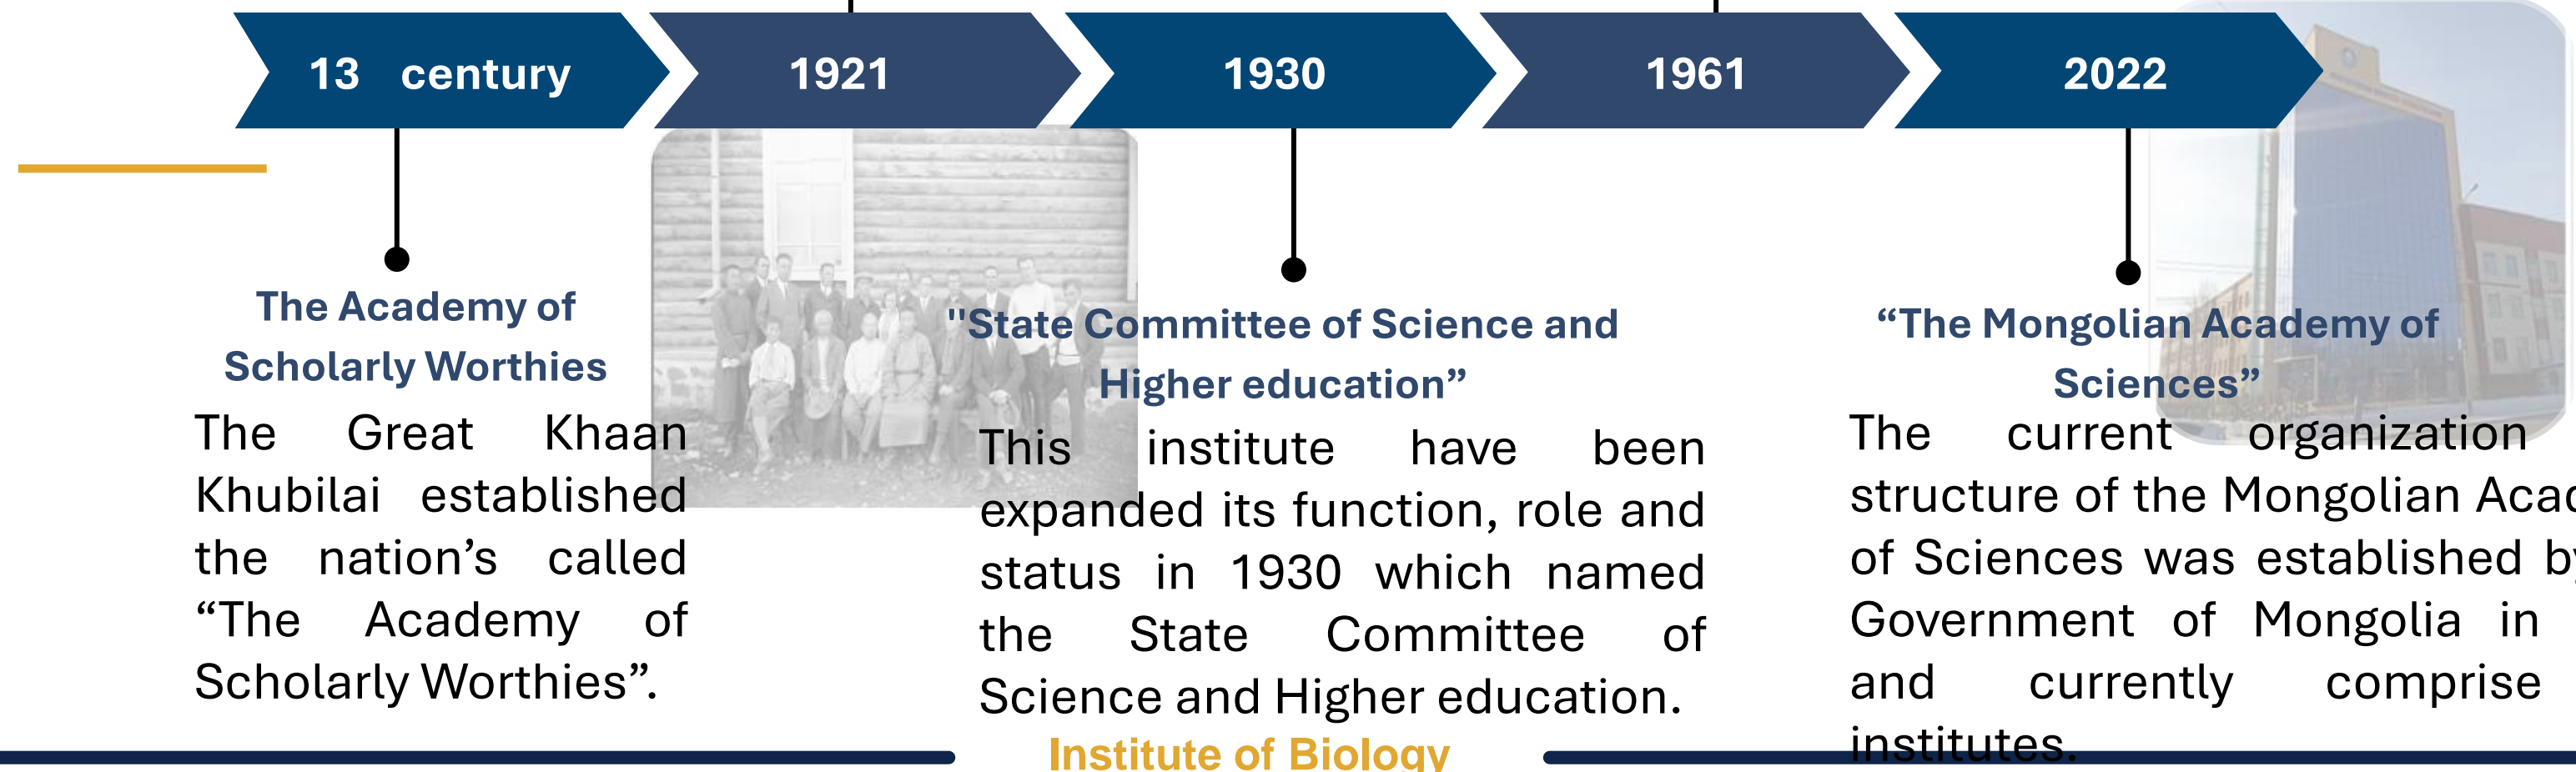 13 century
1921
1930
1961
2022
The Academy of
Scholarly Worthies
The Great Khaan
Khubilai established
the nation’s called
“The Academy of
Scholarly Worthies”.
"State Committee of Science and
Higher education”
This institute have been
expanded its function, role and
status in 1930 which named
the State Committee of
Science and Higher education.
“The Mongolian Academy of
Sciences”
The current organization
structure of the Mongolian
of Sciences was established
Government of Mongolia in
and currently comprise
institutes.
Institute of Biology